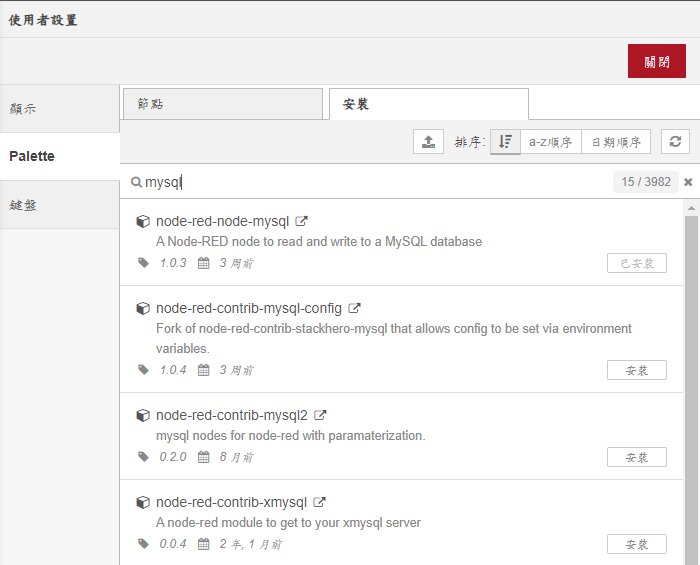 使用者設置
關閉
顯示
Palette
鍵盤
節點
安裝
排序:
a-z順序
日期順序
mysql
15 / 3982
node-red-node-mysql
A Node-RED node to read and write to a MySQL database
1.0.3 3 周前
已安裝
node-red-contrib-mysql-config
Fork of node-red-contrib-stackhero-mysql that allows config to be set via environment
variables.
1.0.4 3 周前
安裝
node-red-contrib-mysql2
mysql nodes for node-red with paramaterization.
0.2.0 8 月前
安裝
node-red-contrib-xmysql
A node-red module to get to your xmysql server
0.0.4 2 年, 1 月前
安裝